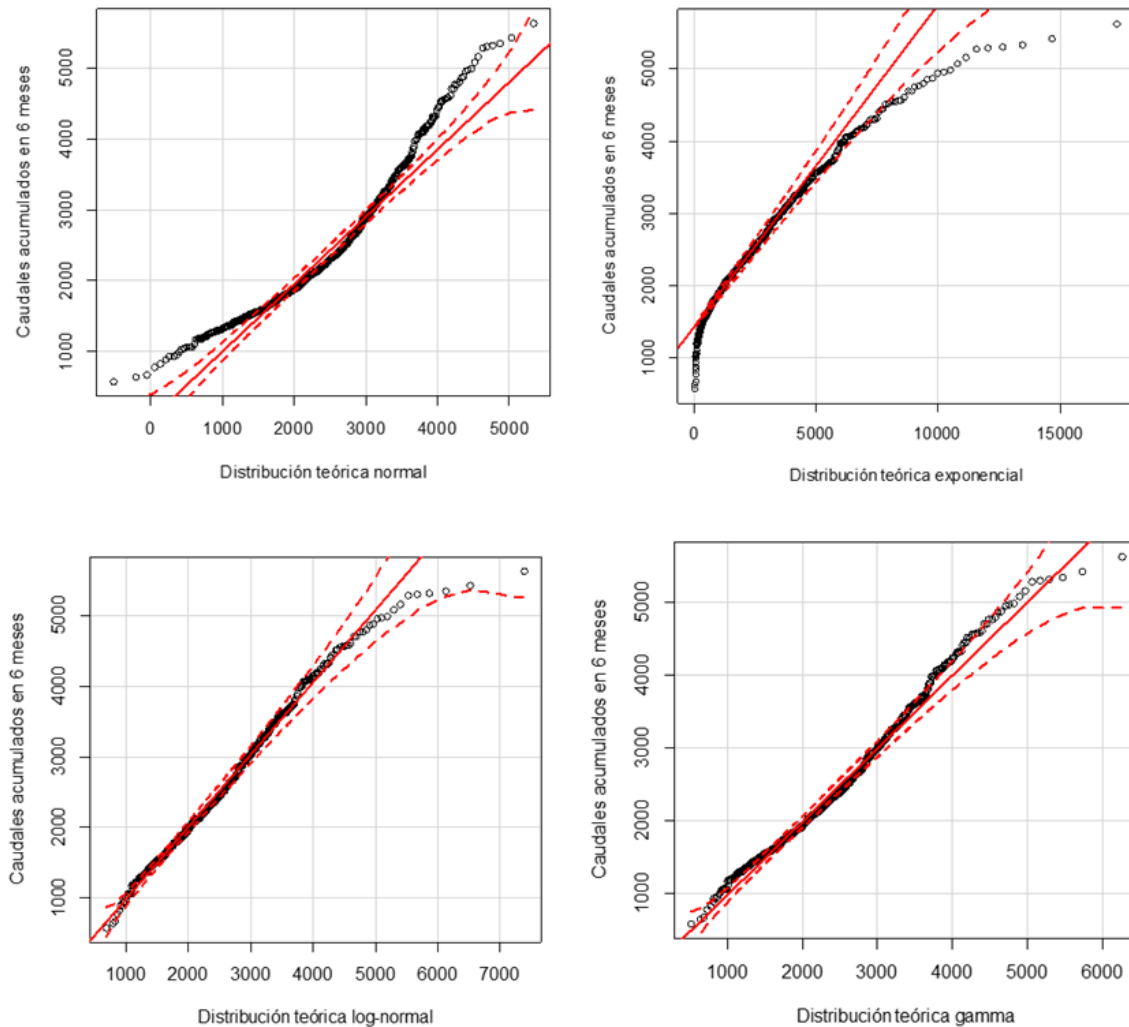 Caudales acumulados en 6 meses
5000
4000
3000
2000
1000
0 1000 2000 3000 4000 5000
Distribución teórica normal
Caudales acumulados en 6 meses
5000
4000
3000
2000
1000
0 5000 10000 15000
Distribución teórica exponencial
Caudales acumulados en 6 meses
5000
4000
3000
2000
1000
1000 2000 3000 4000 5000 6000 7000
Distribución teórica log-normal
Caudales acumulados en 6 meses
5000
4000
3000
2000
1000
1000 2000 3000 4000 5000 6000
Distribución teórica gamma